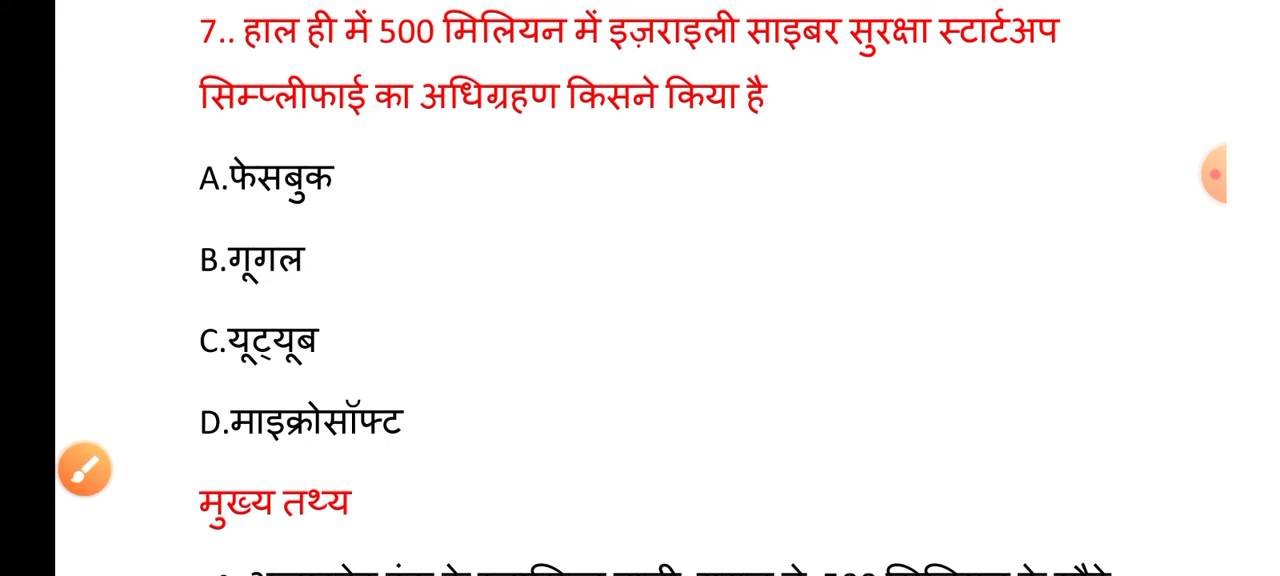 7.. हाल ही में 500 मिलियन में इज़राइली साइबर सुरक्षा स्टार्टअप
सिम्प्लीफाई का अधिग्रहण किसने किया है
A.फेसबुक
B.गूगल
C.यूट्यूब
D.माइक्रोसॉफ्ट
मुख्य तथ्य